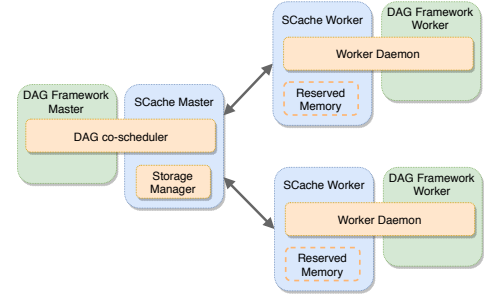 DAG Framework
Master
SCache Master
DAG co-scheduler
Storage
Manager
SCache Worker
DAG Framework
Worker
Worker Daemon
Reserved
Memory
SCache Worker
DAG Framework
Worker
Worker Daemon
Reserved
Memory